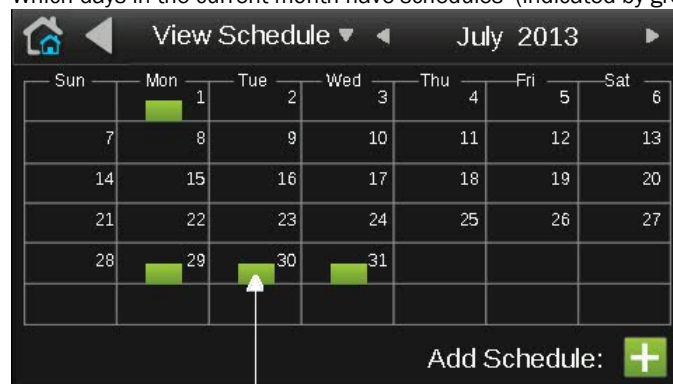 Which days in the current month have schedules (indicated by gr
View Schedule July 2013
Sun Mon Tue Wed Thu Fri Sat
1 2 3 4 5 6
7 8 9 10 11 12 13
14 15 16 17 18 19 20
21 22 23 24 25 26 27
28 29 30 31
Add Schedule: +